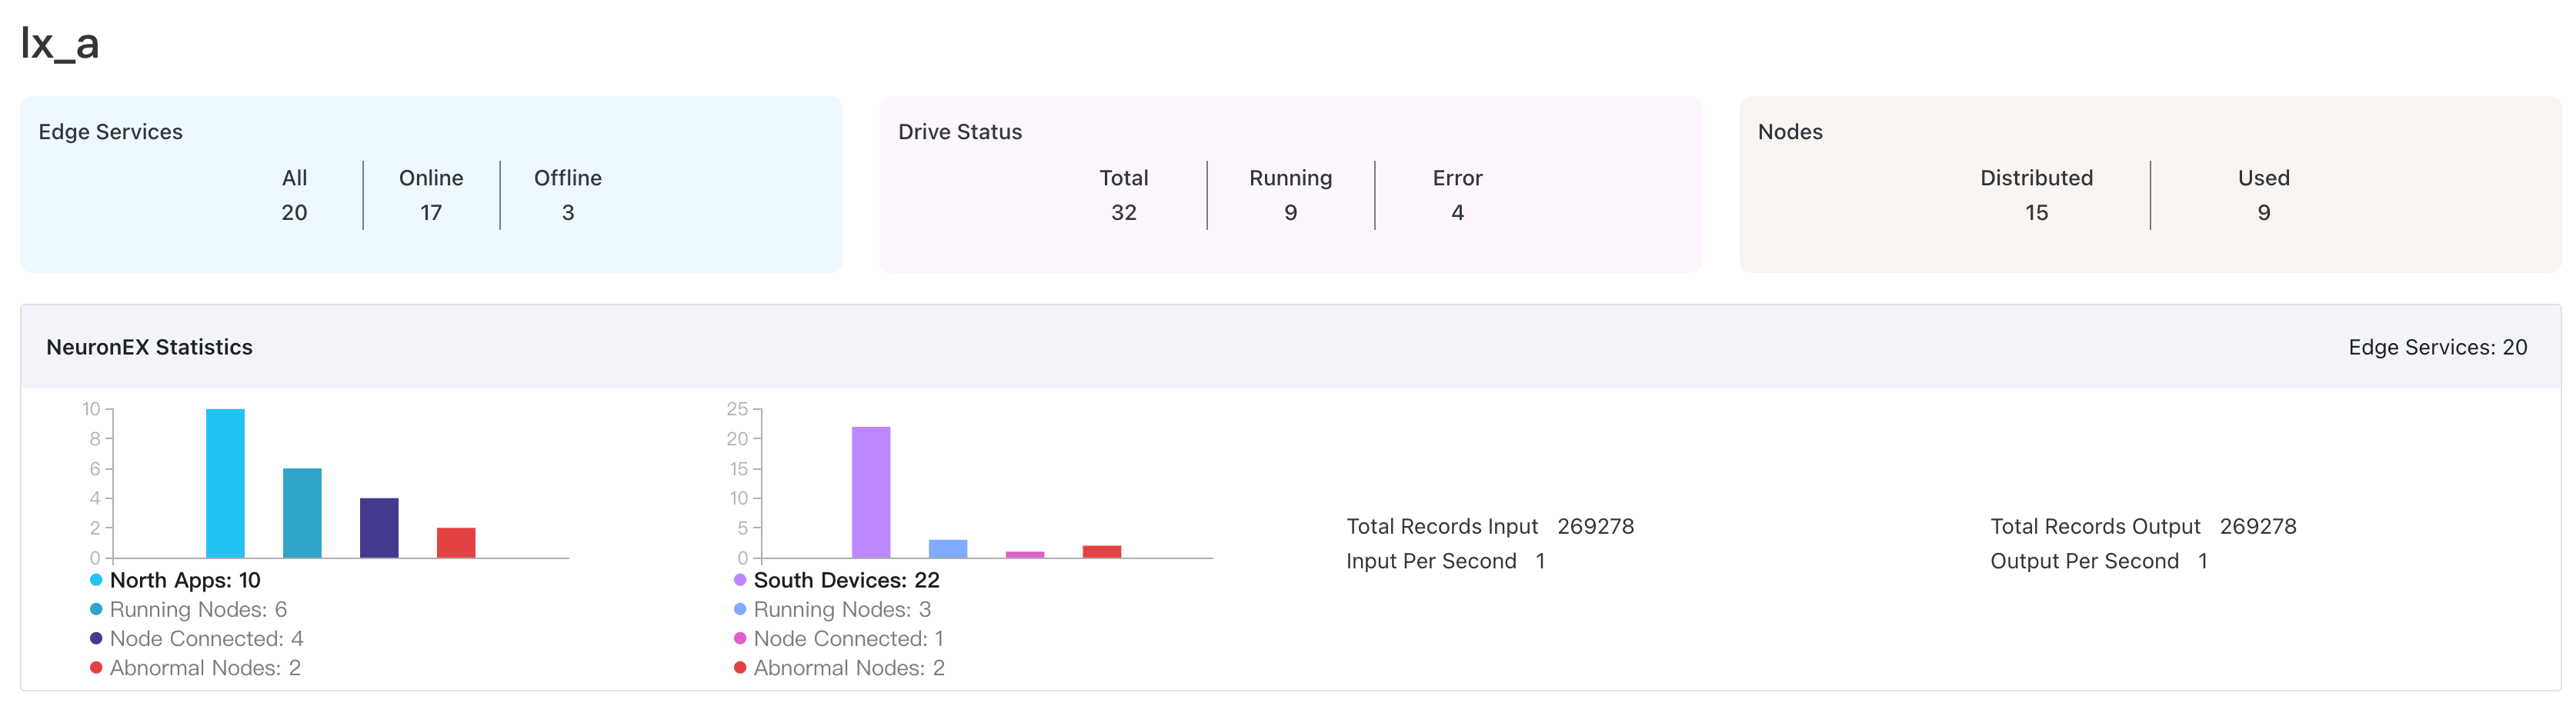 lx_a
Edge Services
All Online Offline
20 17 3
Drive Status
Total Running Error
32 9 4
Nodes
Distributed Used
15 9
NeuronEX Statistics Edge Services: 20
10
8
6
4
2
0
North Apps: 10
Running Nodes: 6
Node Connected: 4
Abnormal Nodes: 2
25
20
15
10
5
0
South Devices: 22
Running Nodes: 3
Node Connected: 1
Abnormal Nodes: 2
Total Records Input 269278
Input Per Second 1
Total Records Output 269278
Output Per Second 1